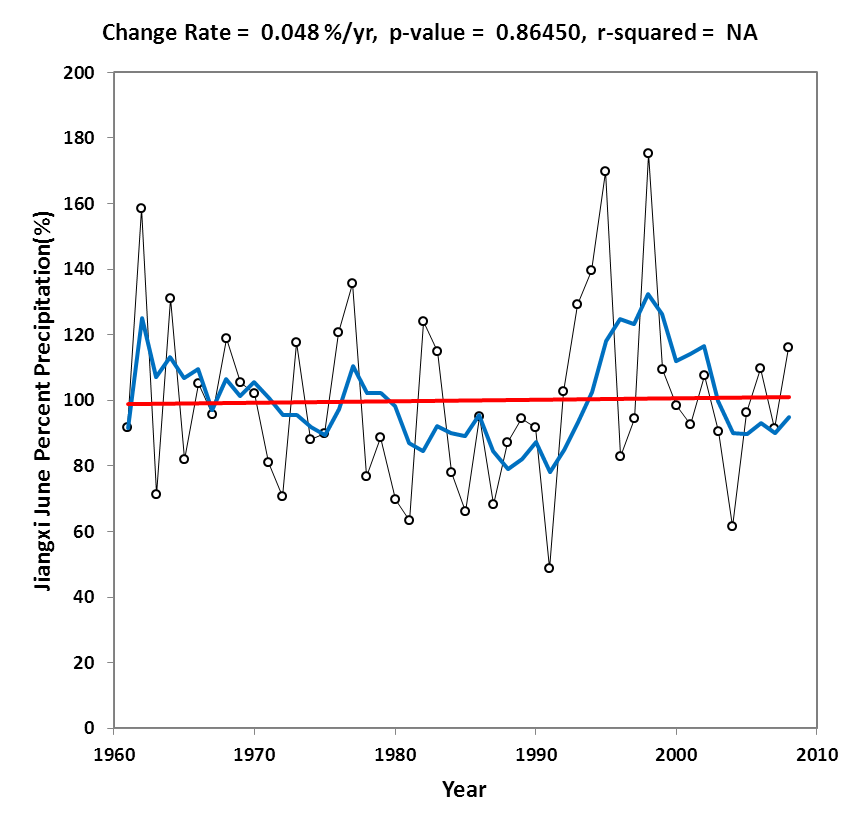 Change Rate = 0.048 %/yr, p-value = 0.86450, r-squared = NA
200
180
160
140
120
100
80
60
40
20
0
Jiangxi June Percent Precipitation(%)
1960 1970 1980 1990 2000 2010
Year